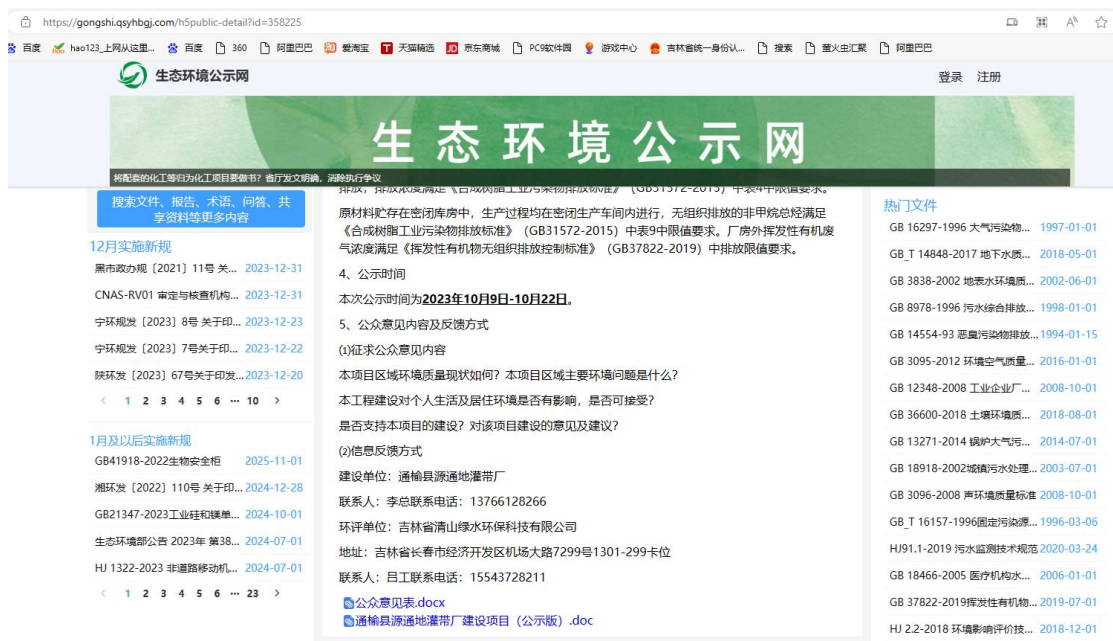 https://gongshi.qsyhbgj.com/h5public-detail?id=358225
百度 hao123_上网从这里... 百度 360 阿里巴巴 爱淘宝 天猫精选 京东商城 PC9软件园 游戏中心 吉林省统一身份认... 搜索 萤火虫汇聚 阿里巴巴
生态环境公示网
登录 注册
生态环境公示网
将配套的化工等归为化工项目要做书？省厅发文明确，消除执行争议
搜索文件、报告、术语、问答、共
享资料等更多内容
12月实施新规
黑市政办规〔2021〕11号 关... 2023-12-31
CNAS-RV01 审定与核查机构... 2023-12-31
宁环规发〔2023〕8号 关于印... 2023-12-23
宁环规发〔2023〕7号关于印... 2023-12-22
陕环发〔2023〕67号关于印发... 2023-12-20
< 1 2 3 4 5 6 ··· 10 >
1月及以后实施新规
GB41918-2022生物安全柜 2025-11-01
湘环发〔2022〕110号 关于印... 2024-12-28
GB21347-2023工业硅和镁单... 2024-10-01
生态环境部公告 2023年 第38... 2024-07-01
HJ 1322-2023 非道路移动机... 2024-07-01
< 1 2 3 4 5 6 ··· 23 >
排放，排放浓度满足《合成树脂工业污染物排放标准》（GB31572-2015）中表4中限值要求。
原材料贮存在密闭库房中，生产过程均在密闭生产车间内进行，无组织排放的非甲烷总烃满足
《合成树脂工业污染物排放标准》（GB31572-2015）中表9中限值要求。厂房外挥发性有机废
气浓度满足《挥发性有机物无组织排放控制标准》（GB37822-2019）中排放限值要求。
4、公示时间
本次公示时间为2023年10月9日-10月22日。
5、公众意见内容及反馈方式
⑴征求公众意见内容
本项目区域环境质量现状如何？本项目区域主要环境问题是什么？
本工程建设对个人生活及居住环境是否有影响，是否可接受？
是否支持本项目的建设？对该项目建设的意见及建议？
⑵信息反馈方式
建设单位：通榆县源通地灌带厂
联系人：李总联系电话：13766128266
环评单位：吉林省清山绿水环保科技有限公司
地址：吉林省长春市经济开发区机场大路7299号1301-299卡位
联系人：吕工联系电话：15543728211
公众意见表.docx
通榆县源通地灌带厂建设项目（公示版）.doc
热门文件
GB 16297-1996 大气污染物... 1997-01-01
GB_T 14848-2017 地下水质... 2018-05-01
GB 3838-2002 地表水环境质... 2002-06-01
GB 8978-1996 污水综合排放... 1998-01-01
GB 14554-93 恶臭污染物排放... 1994-01-15
GB 3095-2012 环境空气质量... 2016-01-01
GB 12348-2008 工业企业厂... 2008-10-01
GB 36600-2018 土壤环境质... 2018-08-01
GB 13271-2014 锅炉大气污... 2014-07-01
GB 18918-2002城镇污水处理... 2003-07-01
GB 3096-2008 声环境质量标准 2008-10-01
GB_T 16157-1996固定污染源... 1996-03-06
HJ91.1-2019 污水监测技术规范 2020-03-24
GB 18466-2005 医疗机构水... 2006-01-01
GB 37822-2019挥发性有机物... 2019-07-01
HJ 2.2-2018 环境影响评价技... 2018-12-01